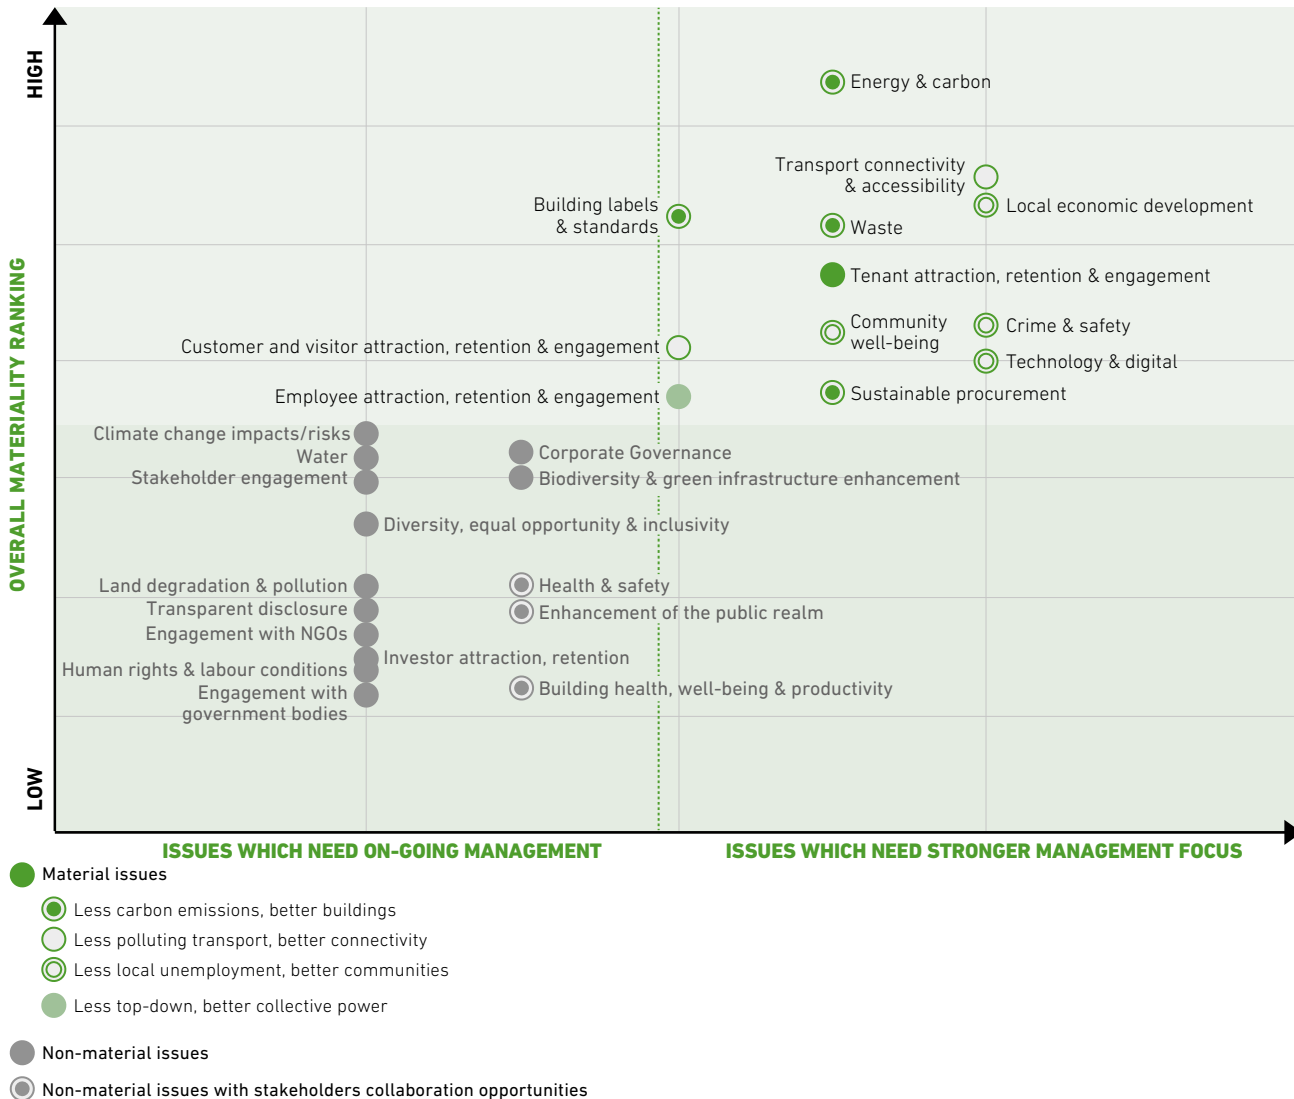 HIGH
Energy & carbon
Transport connectivity
& accessibility
Local economic development
Building labels
& standards
Waste
Tenant attraction, retention & engagement
Community
well-being
Crime & safety
Customer and visitor attraction, retention & engagement
Technology & digital
Employee attraction, retention & engagement
Sustainable procurement
OVERALL MATERIALITY RANKING
Climate change impacts/risks
Corporate Governance
Water
Stakeholder engagement
Biodiversity & green infrastructure enhancement
Diversity, equal opportunity & inclusivity
Land degradation & pollution
Health & safety
Transparent disclosure
Enhancement of the public realm
Engagement with NGOs
Investor attraction, retention
Human rights & labour conditions
Engagement with
government bodies
Building health, well-being & productivity
LOW
ISSUES WHICH NEED ON-GOING MANAGEMENT
ISSUES WHICH NEED STRONGER MANAGEMENT FOCUS
Material issues
Less carbon emissions, better buildings
Less polluting transport, better connectivity
Less local unemployment, better communities
Less top-down, better collective power
Non-material issues
Non-material issues with stakeholders collaboration opportunities